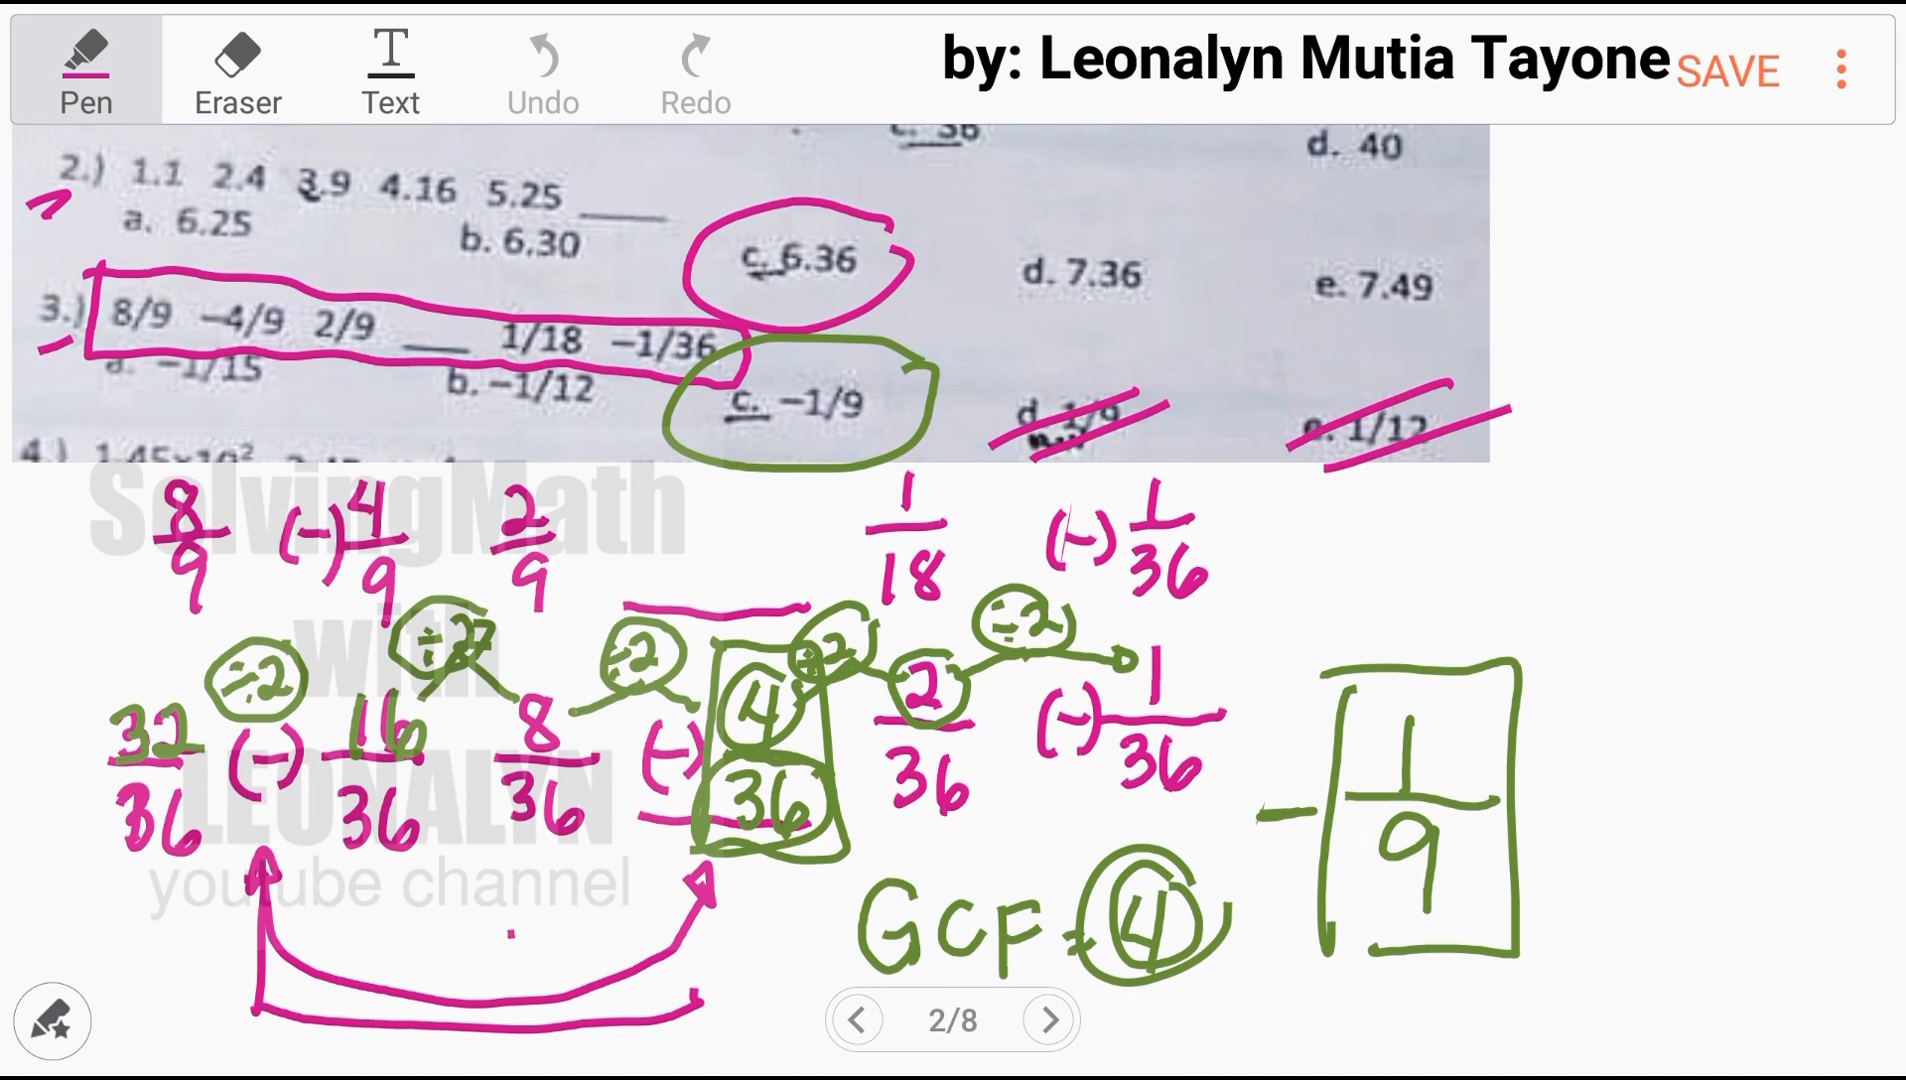 by: Leonalyn Mutia Tayone
SAVE
Pen Eraser Text Undo Redo
c. 36 d. 40
2.) 1.1 2.4 3.9 4.16 5.25 ____
a. 6.25 b. 6.30 c. 6.36 d. 7.36 e. 7.49
3.) 8/9 −4/9 2/9 ____ 1/18 −1/36
a. −1/15 b. −1/12 c. −1/9 d. 1/9 e. 1/12
4.)
SolvingMath
with
LEONALYN
youtube channel
8/9 (-)4/9 2/9 1/18 (-)1/36
÷2 ÷2 ÷2 ÷2 ÷2
32/36 (-) 16/36 8/36 (-) 4/36 2/36 (-) 1/36
- 1/9
GCF = 4
2/8